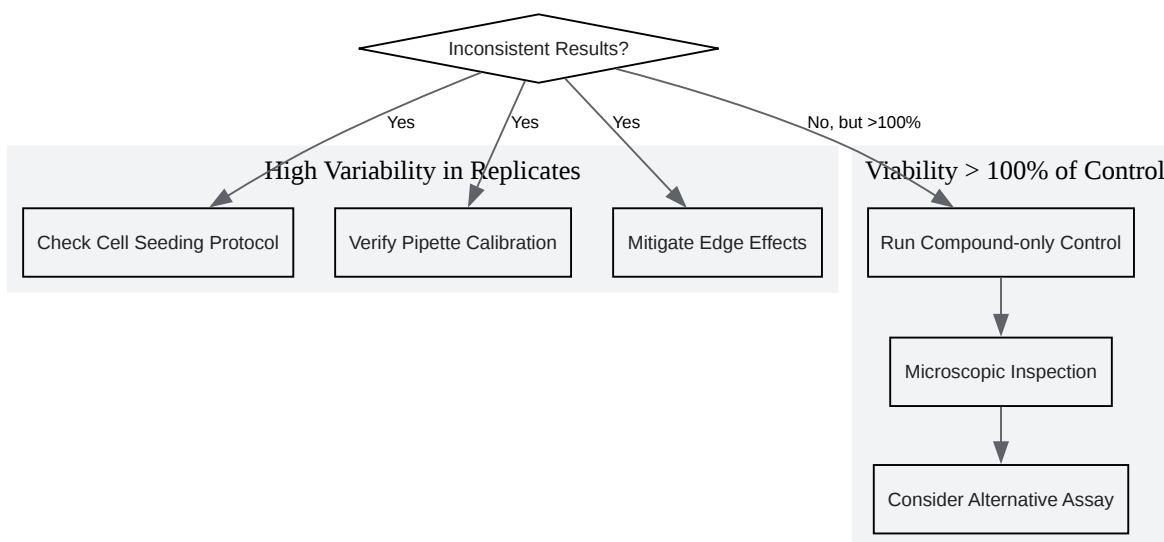 Inconsistent Results?
Yes
Yes
Yes
No, but >100%
High Variability in Replicates
Viability > 100% of Control
Check Cell Seeding Protocol
Verify Pipette Calibration
Mitigate Edge Effects
Run Compound-only Control
Microscopic Inspection
Consider Alternative Assay